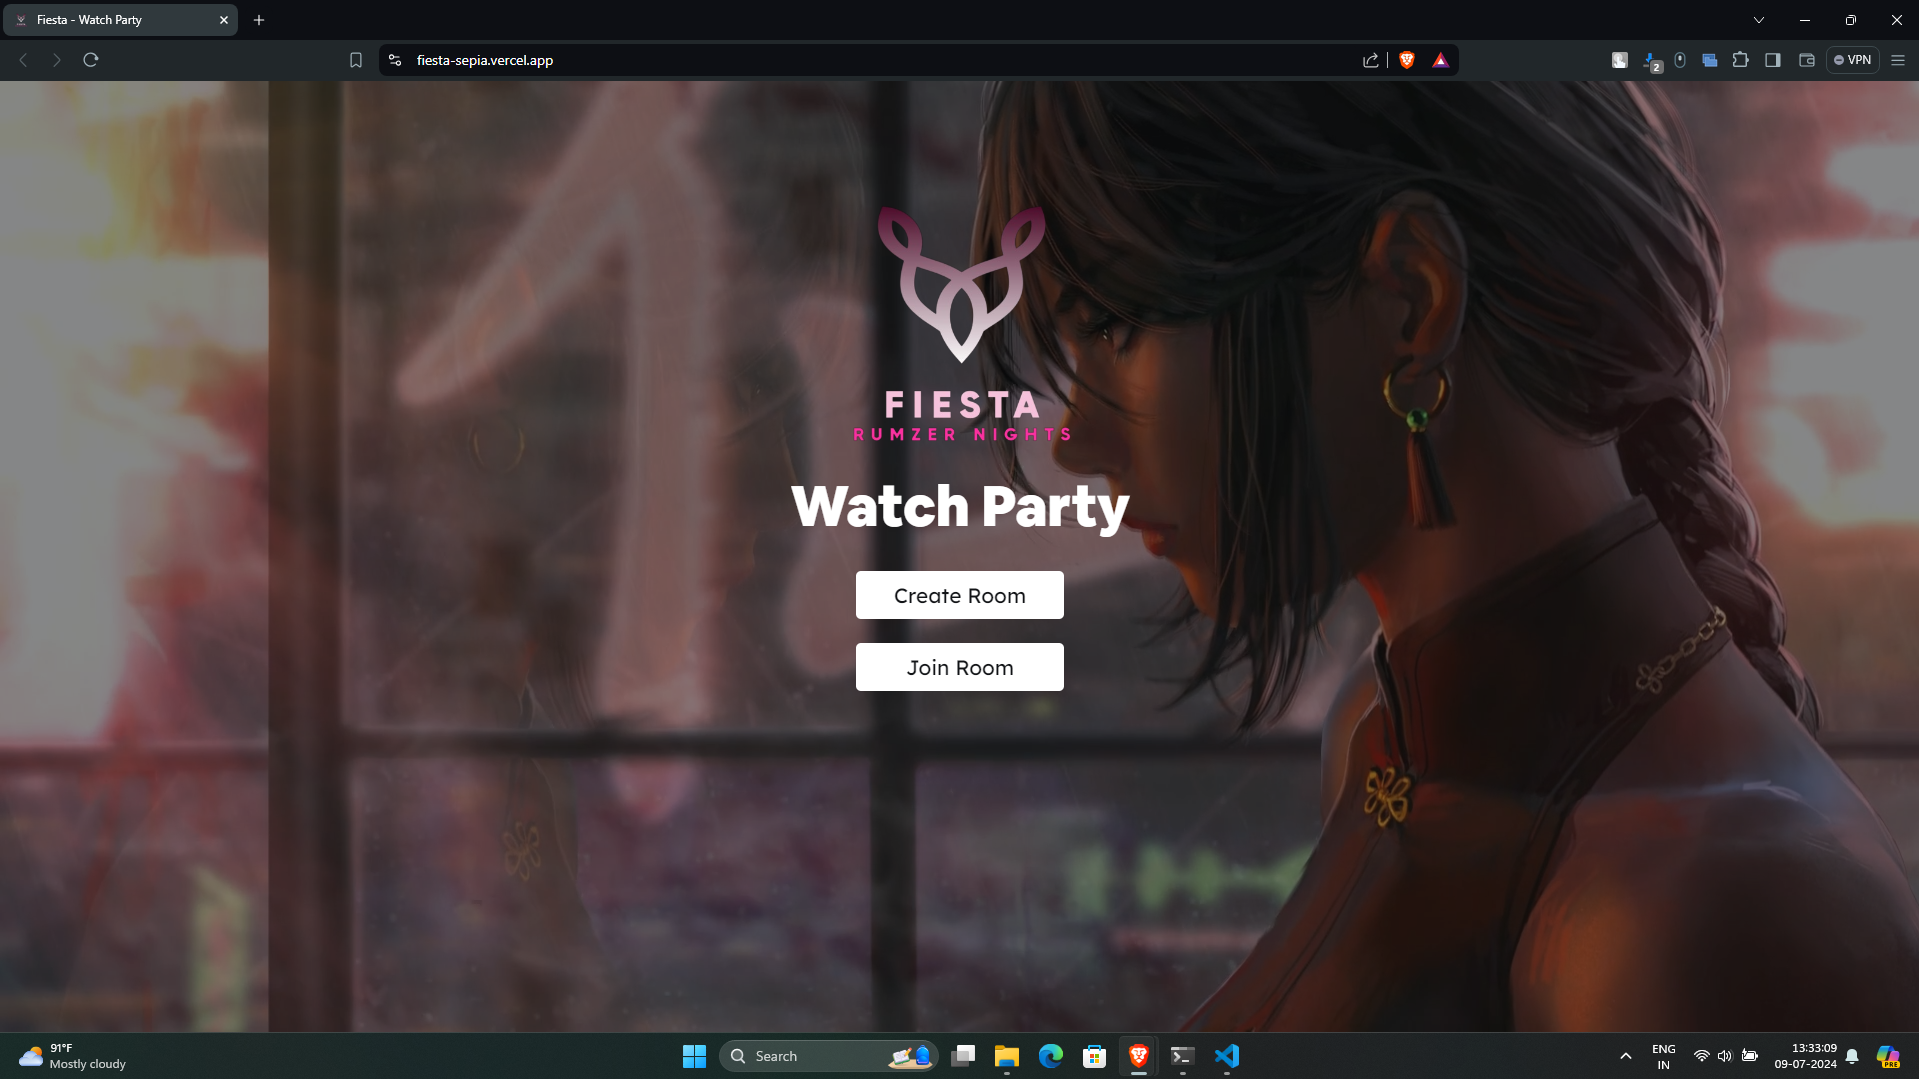 Fiesta - Watch Party
fiesta-sepia.vercel.app
2
VPN
FIESTA
RUMZER NIGHTS
Watch Party
Create Room
Join Room
91°F
Mostly cloudy
Search
ENG
IN
13:33:09
09-07-2024
PRE